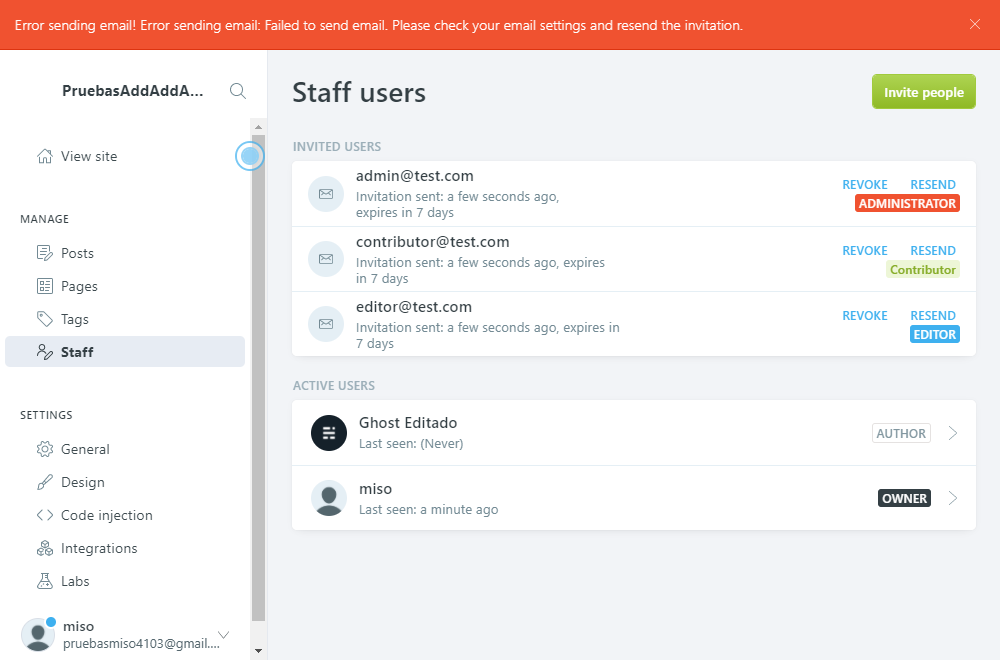 Error sending email! Error sending email: Failed to send email. Please check your email settings and resend the invitation.
PruebasAddAddA...
View site
MANAGE
Posts
Pages
Tags
Staff
SETTINGS
General
Design
Code injection
Integrations
Labs
miso
pruebasmiso4103@gmail....
Staff users
Invite people
INVITED USERS
admin@test.com
Invitation sent: a few seconds ago,
expires in 7 days
REVOKE RESEND
ADMINISTRATOR
contributor@test.com
Invitation sent: a few seconds ago, expires
in 7 days
REVOKE RESEND
Contributor
editor@test.com
Invitation sent: a few seconds ago, expires in
7 days
REVOKE RESEND
EDITOR
ACTIVE USERS
Ghost Editado
Last seen: (Never)
AUTHOR
miso
Last seen: a minute ago
OWNER